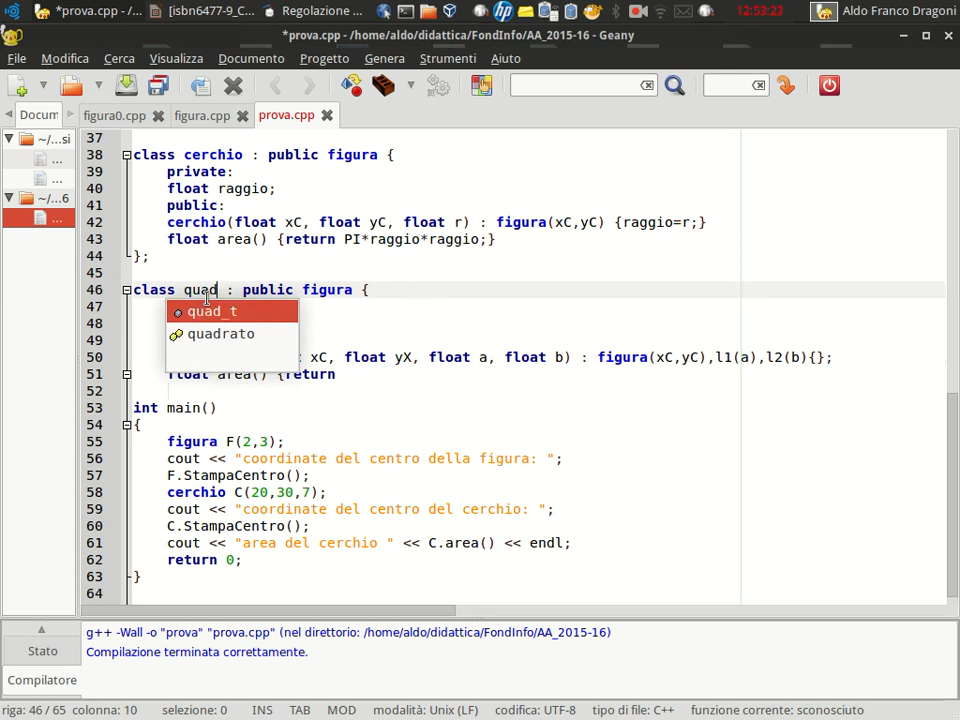 *prova.cpp - /...
[isbn6477-9_C...
Regolazione ...
12:53:23
Aldo Franco Dragoni
*prova.cpp - /home/aldo/didattica/FondInfo/AA_2015-16 - Geany
File Modifica Cerca Visualizza Documento Progetto Genera Strumenti Aiuto
Docum figura0.cpp figura.cpp prova.cpp
~/...si
...
...
~/...6
...
37
38 class cerchio : public figura {
39 private:
40 float raggio;
41 public:
42 cerchio(float xC, float yC, float r) : figura(xC,yC) {raggio=r;}
43 float area() {return PI*raggio*raggio;}
44 };
45
46 class quad : public figura {
47 quad_t
48 quadrato
49
50 xC, float yX, float a, float b) : figura(xC,yC),l1(a),l2(b){};
51 float area() {return
52
53 int main()
54 {
55 figura F(2,3);
56 cout << "coordinate del centro della figura: ";
57 F.StampaCentro();
58 cerchio C(20,30,7);
59 cout << "coordinate del centro del cerchio: ";
60 C.StampaCentro();
61 cout << "area del cerchio " << C.area() << endl;
62 return 0;
63 }
64
Stato
Compilatore
g++ -Wall -o "prova" "prova.cpp" (nel direttorio: /home/aldo/didattica/FondInfo/AA_2015-16)
Compilazione terminata correttamente.
riga: 46 / 65 colonna: 10 selezione: 0 INS TAB MOD modalità: Unix (LF) codifica: UTF-8 tipo di file: C++ funzione corrente: sconosciuto